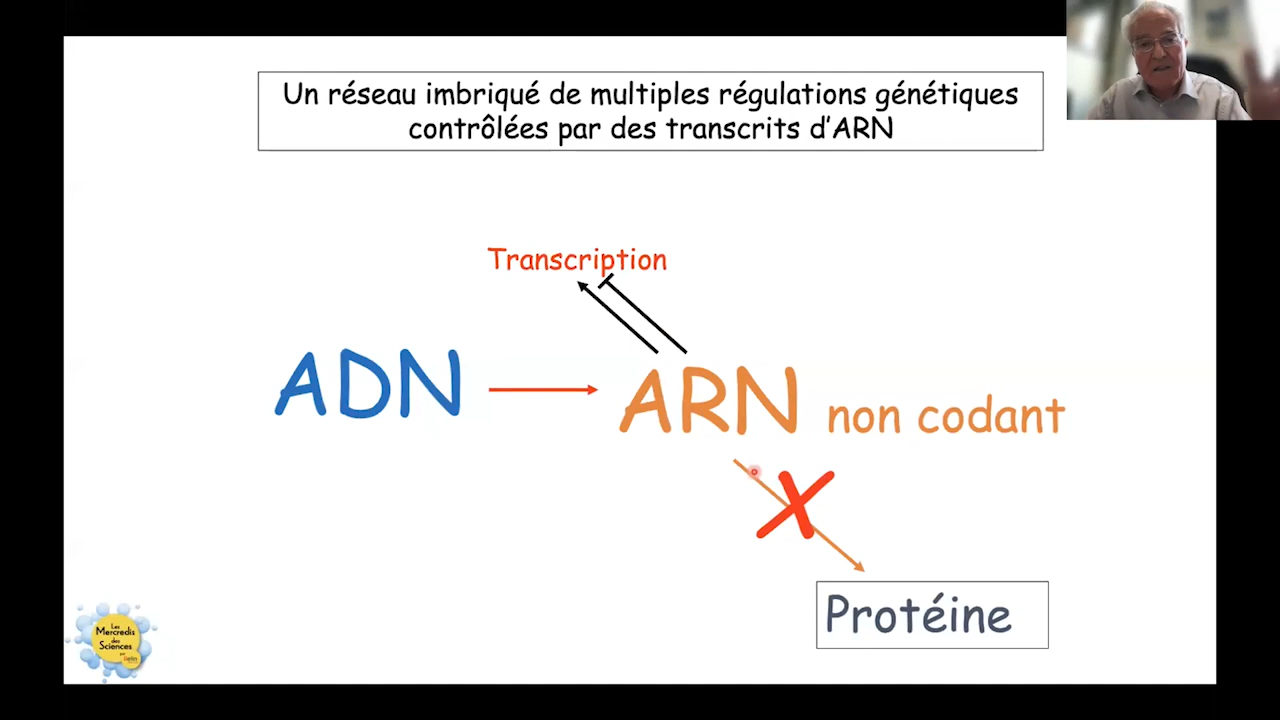 Un réseau imbriqué de multiples régulations génétiques
contrôlées par des transcrits d'ARN
Transcription
ADN
ARN non codant
Protéine
Les
Mercredis
des
Sciences